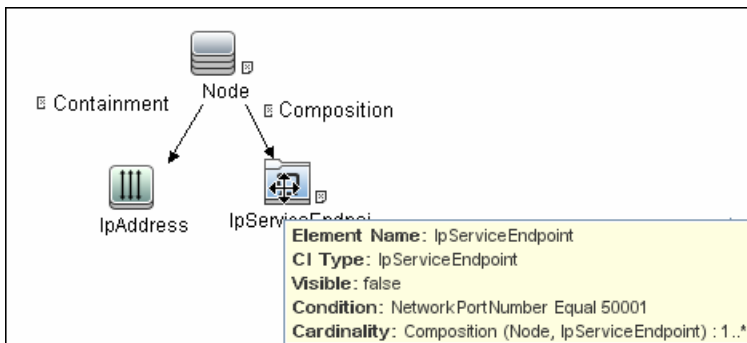 Node
Containment
Composition
IpAddress
IpServiceEndpoi
Element Name: IpServiceEndpoint
CI Type: IpServiceEndpoint
Visible: false
Condition: NetworkPortNumber Equal 50001
Cardinality: Composition (Node, IpServiceEndpoint) : 1..*